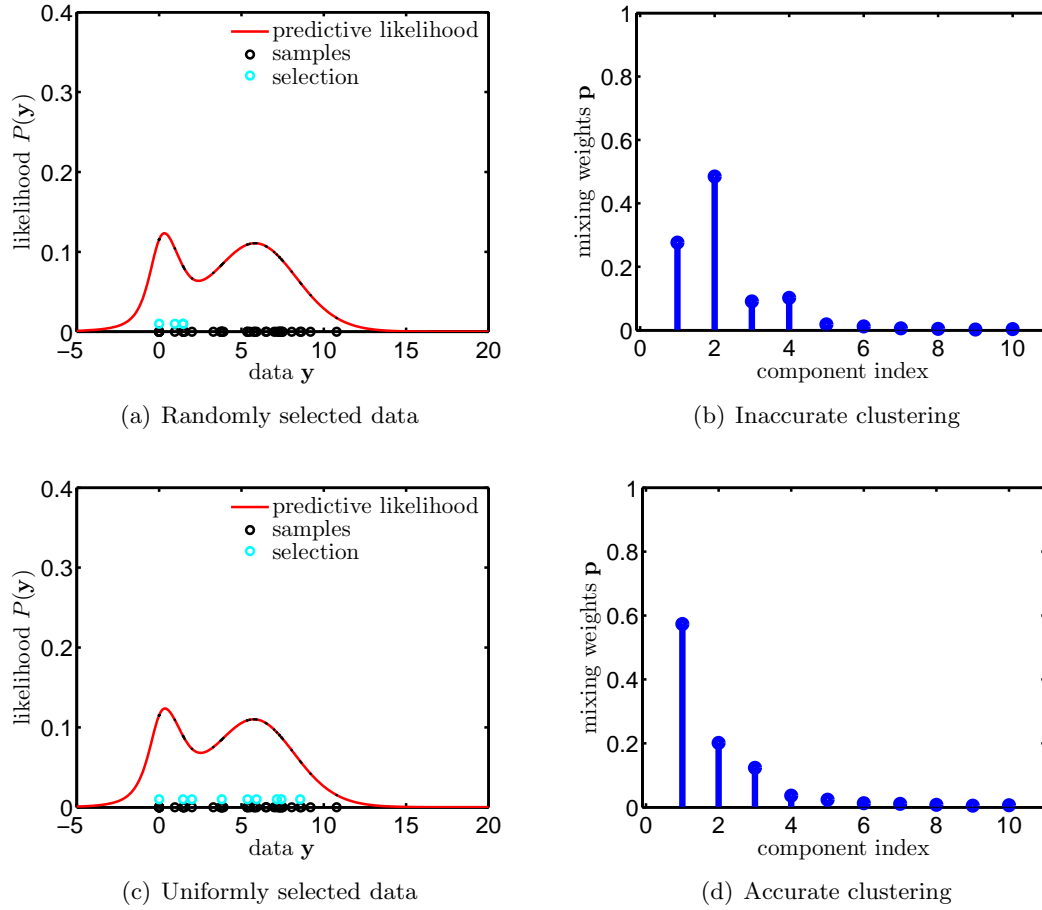 0.4
0.3
0.2
0.1
0
−5
0
5
10
15
20
likelihood P(y)
data y
predictive likelihood
samples
selection
(a) Randomly selected data
1
0.8
0.6
0.4
0.2
0
0
2
4
6
8
10
mixing weights p
component index
(b) Inaccurate clustering
0.4
0.3
0.2
0.1
0
−5
0
5
10
15
20
likelihood P(y)
data y
predictive likelihood
samples
selection
(c) Uniformly selected data
1
0.8
0.6
0.4
0.2
0
0
2
4
6
8
10
mixing weights p
component index
(d) Accurate clustering